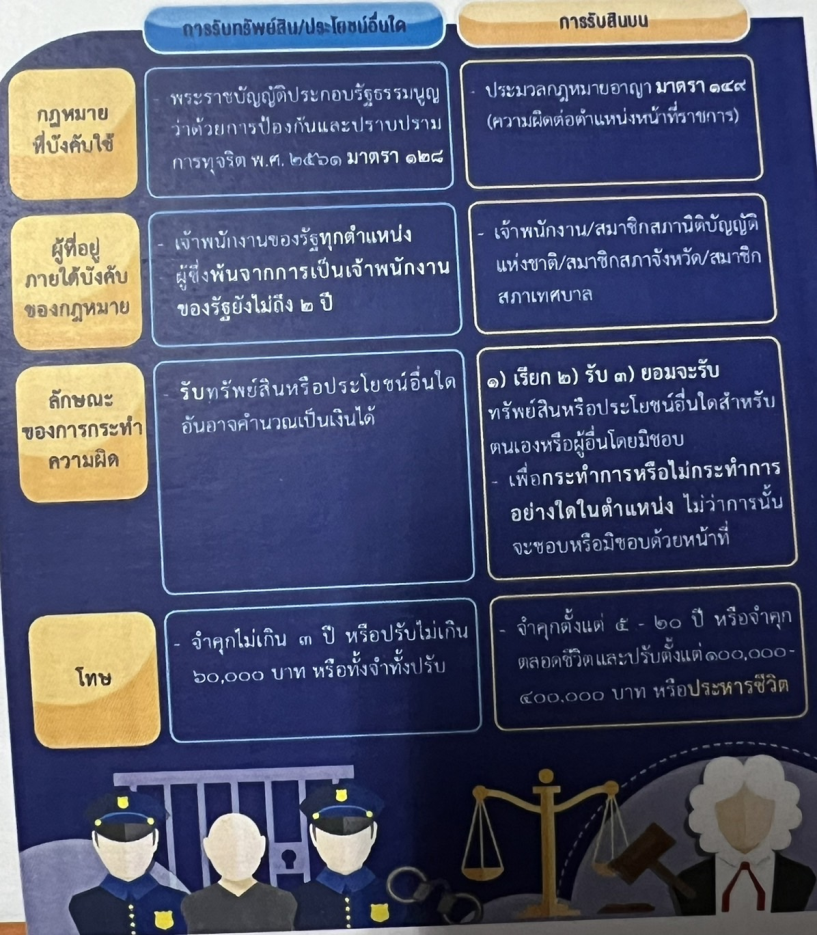 การรับทรัพย์สิน/ประโยชน์อื่นใด
การรับสินบน
กฎหมาย
ที่บังคับใช้
- พระราชบัญญัติประกอบรัฐธรรมนูญ
ว่าด้วยการป้องกันและปราบปราม
การทุจริต พ.ศ. ๒๕๖๑ มาตรา ๑๒๘
- ประมวลกฎหมายอาญา มาตรา ๑๔๙
(ความผิดต่อตำแหน่งหน้าที่ราชการ)
ผู้ที่อยู่
ภายใต้บังคับ
ของกฎหมาย
- เจ้าพนักงานของรัฐทุกตำแหน่ง
- ผู้ซึ่งพ้นจากการเป็นเจ้าพนักงาน
ของรัฐยังไม่ถึง ๒ ปี
- เจ้าพนักงาน/สมาชิกสภานิติบัญญัติ
แห่งชาติ/สมาชิกสภาจังหวัด/สมาชิก
สภาเทศบาล
ลักษณะ
ของการกระทำ
ความผิด
- รับทรัพย์สินหรือประโยชน์อื่นใด
อันอาจคำนวณเป็นเงินได้
๑) เรียก ๒) รับ ๓) ยอมจะรับ
ทรัพย์สินหรือประโยชน์อื่นใดสำหรับ
ตนเองหรือผู้อื่นโดยมิชอบ
- เพื่อกระทำการหรือไม่กระทำการ
อย่างใดในตำแหน่ง ไม่ว่าการนั้น
จะชอบหรือมิชอบด้วยหน้าที่
โทษ
- จำคุกไม่เกิน ๓ ปี หรือปรับไม่เกิน
๖๐,๐๐๐ บาท หรือทั้งจำทั้งปรับ
- จำคุกตั้งแต่ ๕ - ๒๐ ปี หรือจำคุก
ตลอดชีวิตและปรับตั้งแต่ ๑๐๐,๐๐๐-
๔๐๐,๐๐๐ บาท หรือประหารชีวิต